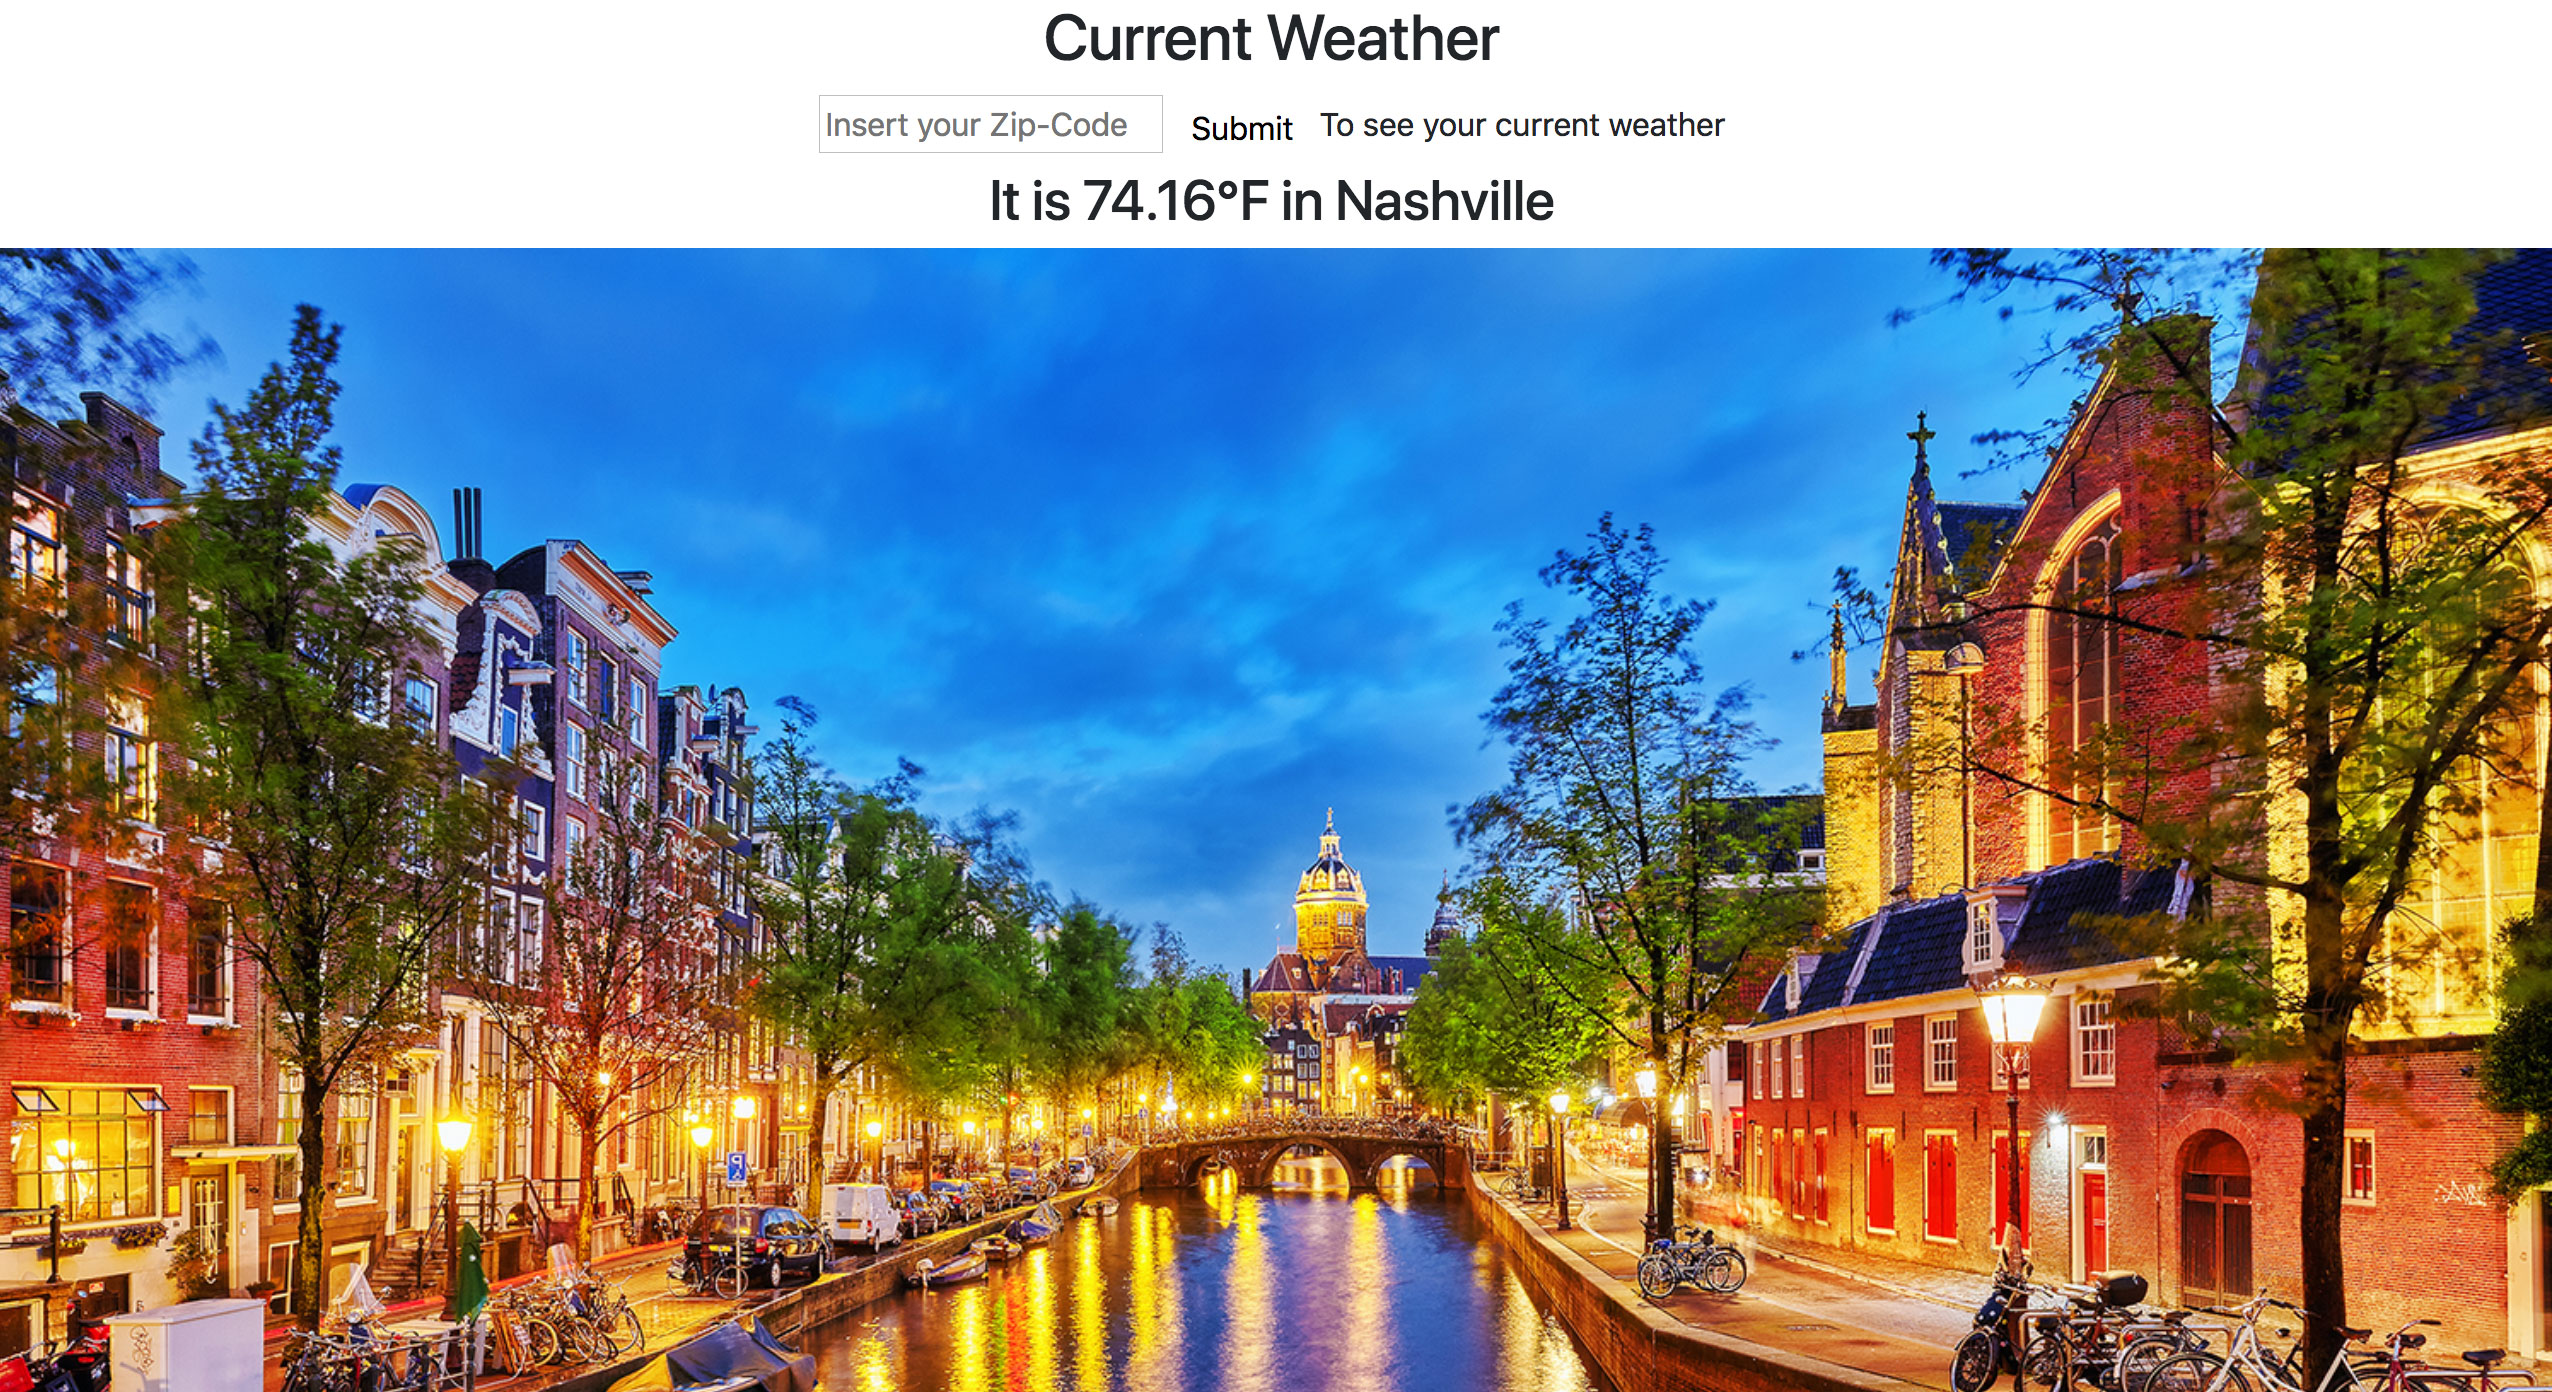 Current Weather
Insert your Zip-Code Submit To see your current weather
It is 74.16°F in Nashville
P